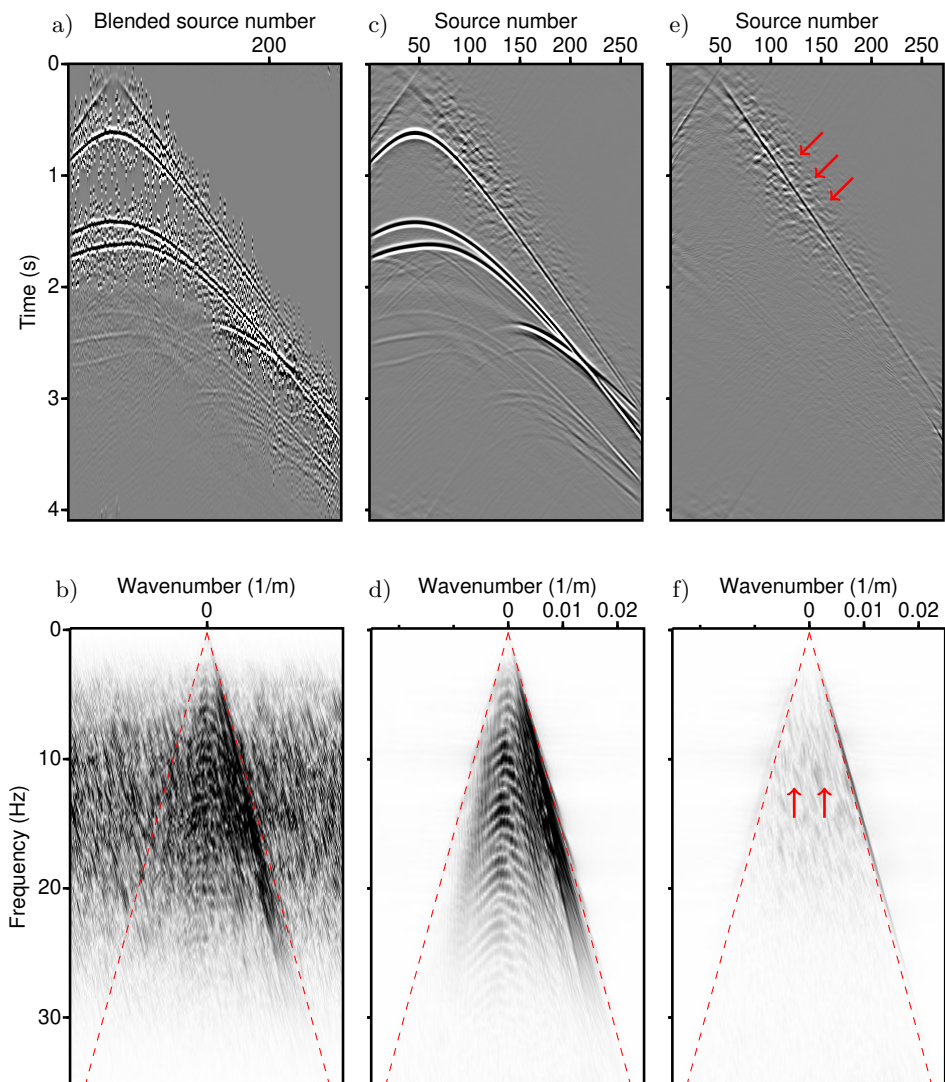 a) Blended source number
200
c) Source number
50 100 150 200 250
e) Source number
50 100 150 200 250
Time (s)
0
1
2
3
4
b) Wavenumber (1/m)
0
d) Wavenumber (1/m)
0 0.01 0.02
f) Wavenumber (1/m)
0 0.01 0.02
Frequency (Hz)
0
10
20
30